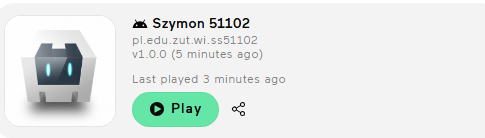 Szymon 51102
pl.edu.zut.wi.ss51102
v1.0.0 (5 minutes ago)
Last played 3 minutes ago
Play